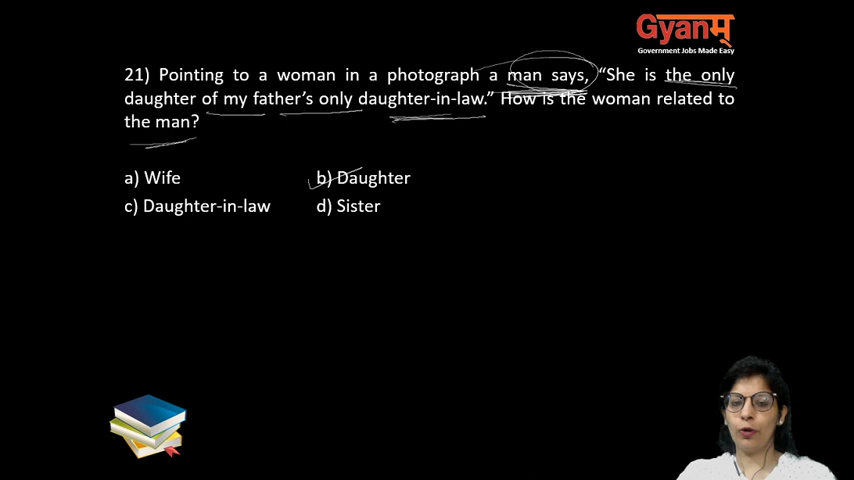 Gyanम्
Government Jobs Made Easy
21) Pointing to a woman in a photograph a man says, “She is the only
daughter of my father's only daughter-in-law.” How is the woman related to
the man?
a) Wife
b) Daughter
c) Daughter-in-law
d) Sister